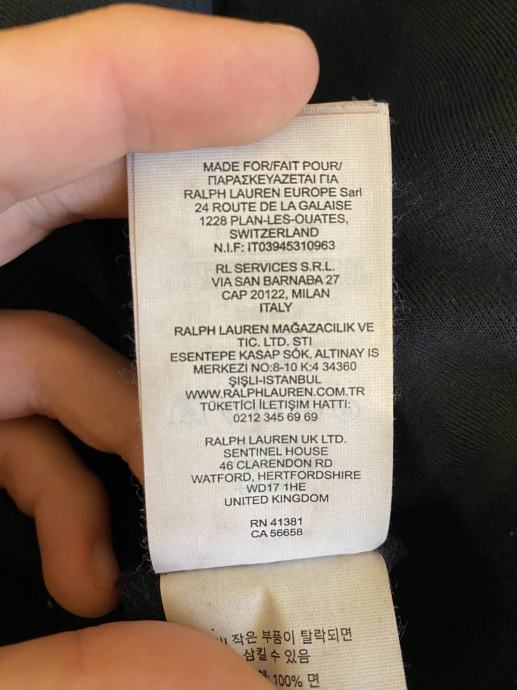 MADE FOR/FAIT POUR/
ΠΑΡΑΣΚΕΥΑΖΕΤΑΙ ΓΙΑ
RALPH LAUREN EUROPE Sarl
24 ROUTE DE LA GALAISE
1228 PLAN-LES-OUATES,
SWITZERLAND
N.I.F: IT03945310963
RL SERVICES S.R.L.
VIA SAN BARNABA 27
CAP 20122, MILAN
ITALY
RALPH LAUREN MAĞAZACILIK VE
TIC. LTD. STI
ESENTEPE KASAP SOK. ALTINAY IS
MERKEZI NO:8-10 K:4 34360
ŞIŞLI-ISTANBUL
WWW.RALPHLAUREN.COM.TR
TÜKETİCİ İLETIŞIM HATTI:
0212 345 69 69
RALPH LAUREN UK LTD.
SENTINEL HOUSE
46 CLARENDON RD
WATFORD, HERTFORDSHIRE
WD17 1HE
UNITED KINGDOM
RN 41381
CA 56658
작은 부품이 탈락되면
삼킬 수 있음
100% 면